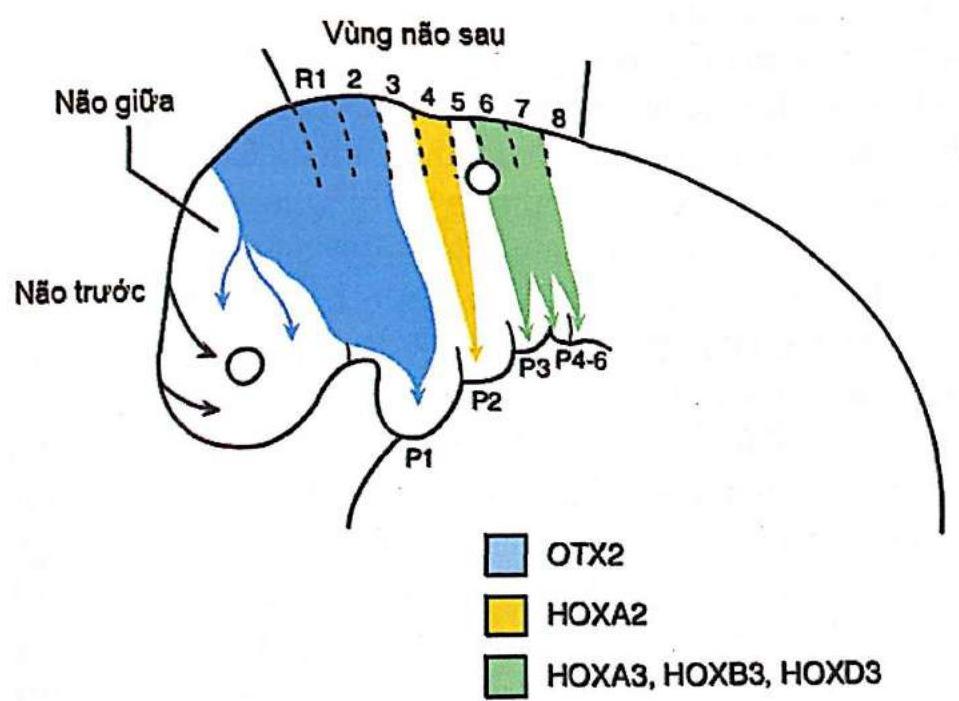 Vùng não sau
R1 2 3 4 5 6 7 8
Não giữa
Não trước
P1
P2
P3
P4-6
OTX2
HOXA2
HOXA3, HOXB3, HOXD3